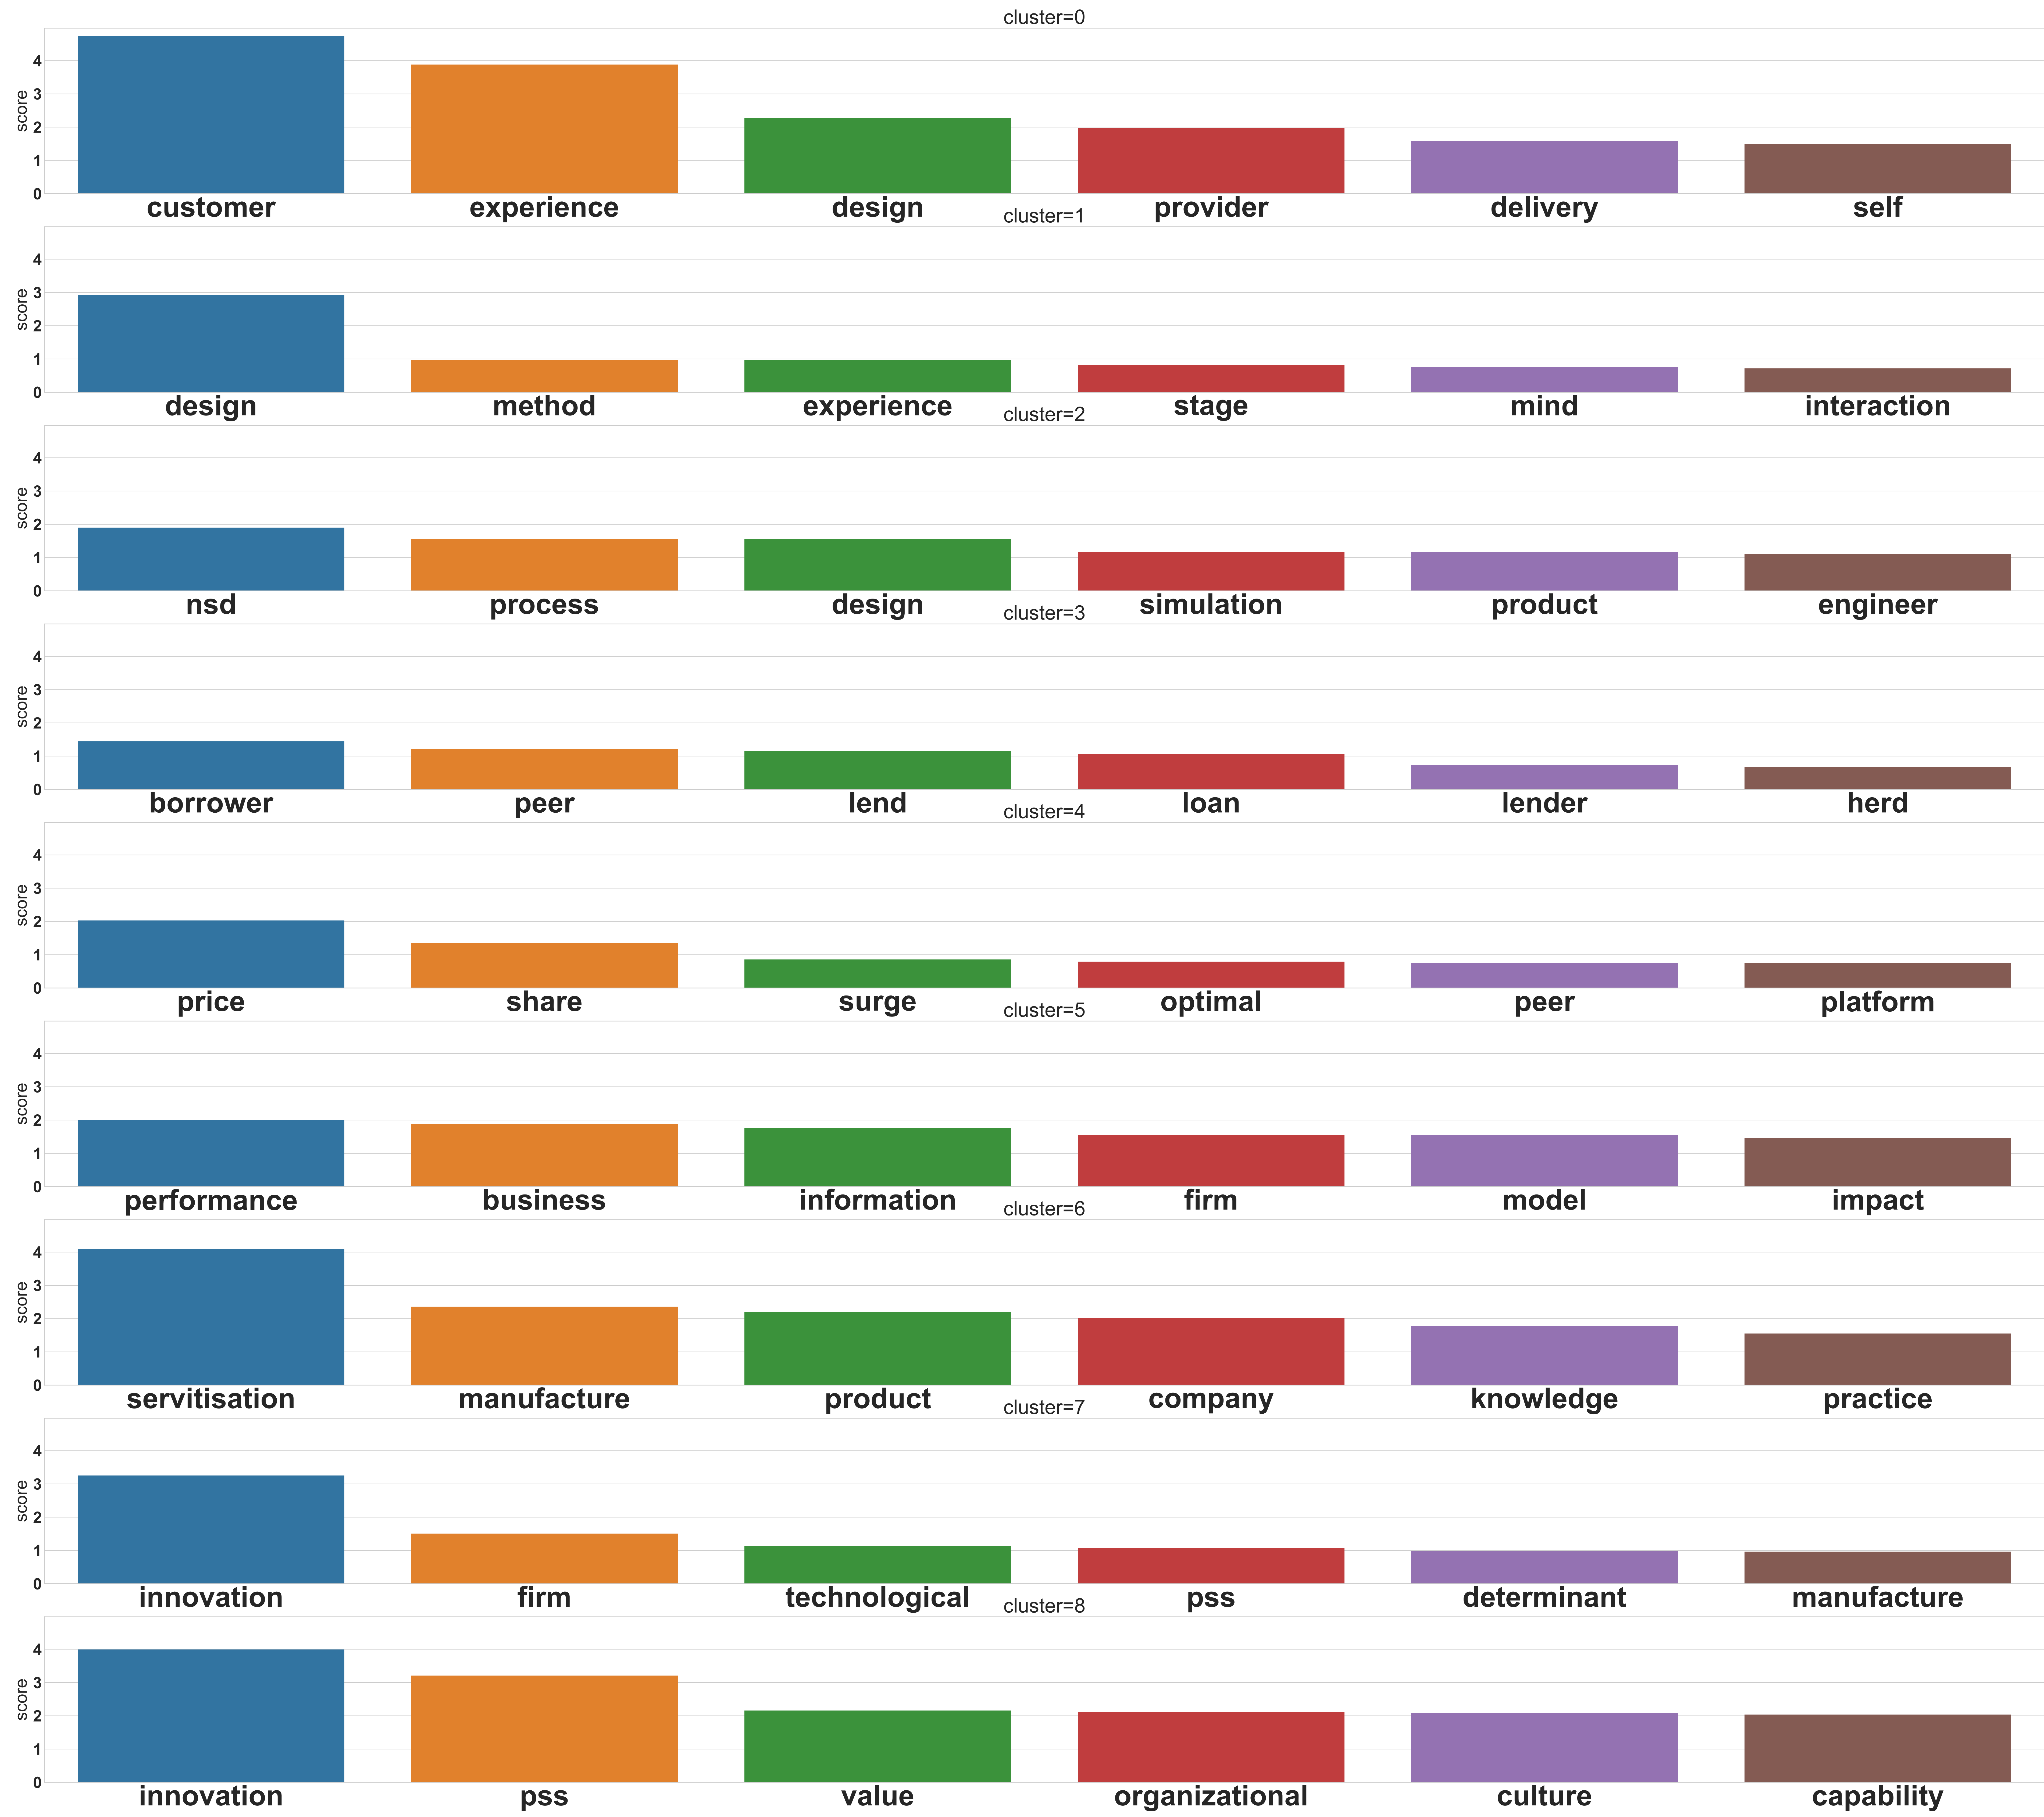 cluster=0
score
4
3
2
1
0
customer experience design provider delivery self
cluster=1
score
4
3
2
1
0
design method experience stage mind interaction
cluster=2
score
4
3
2
1
0
nsd process design simulation product engineer
cluster=3
score
4
3
2
1
0
borrower peer lend loan lender herd
cluster=4
score
4
3
2
1
0
price share surge optimal peer platform
cluster=5
score
4
3
2
1
0
performance business information firm model impact
cluster=6
score
4
3
2
1
0
servitisation manufacture product company knowledge practice
cluster=7
score
4
3
2
1
0
innovation firm technological pss determinant manufacture
cluster=8
score
4
3
2
1
0
innovation pss value organizational culture capability